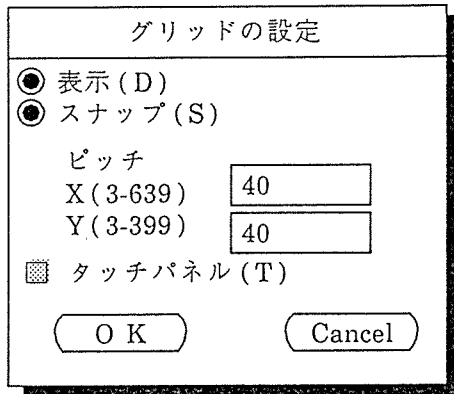 グリッドの設定
表示(D)
スナップ(S)
ピッチ
X(3-639) 40
Y(3-399) 40
タッチパネル(T)
OK Cancel